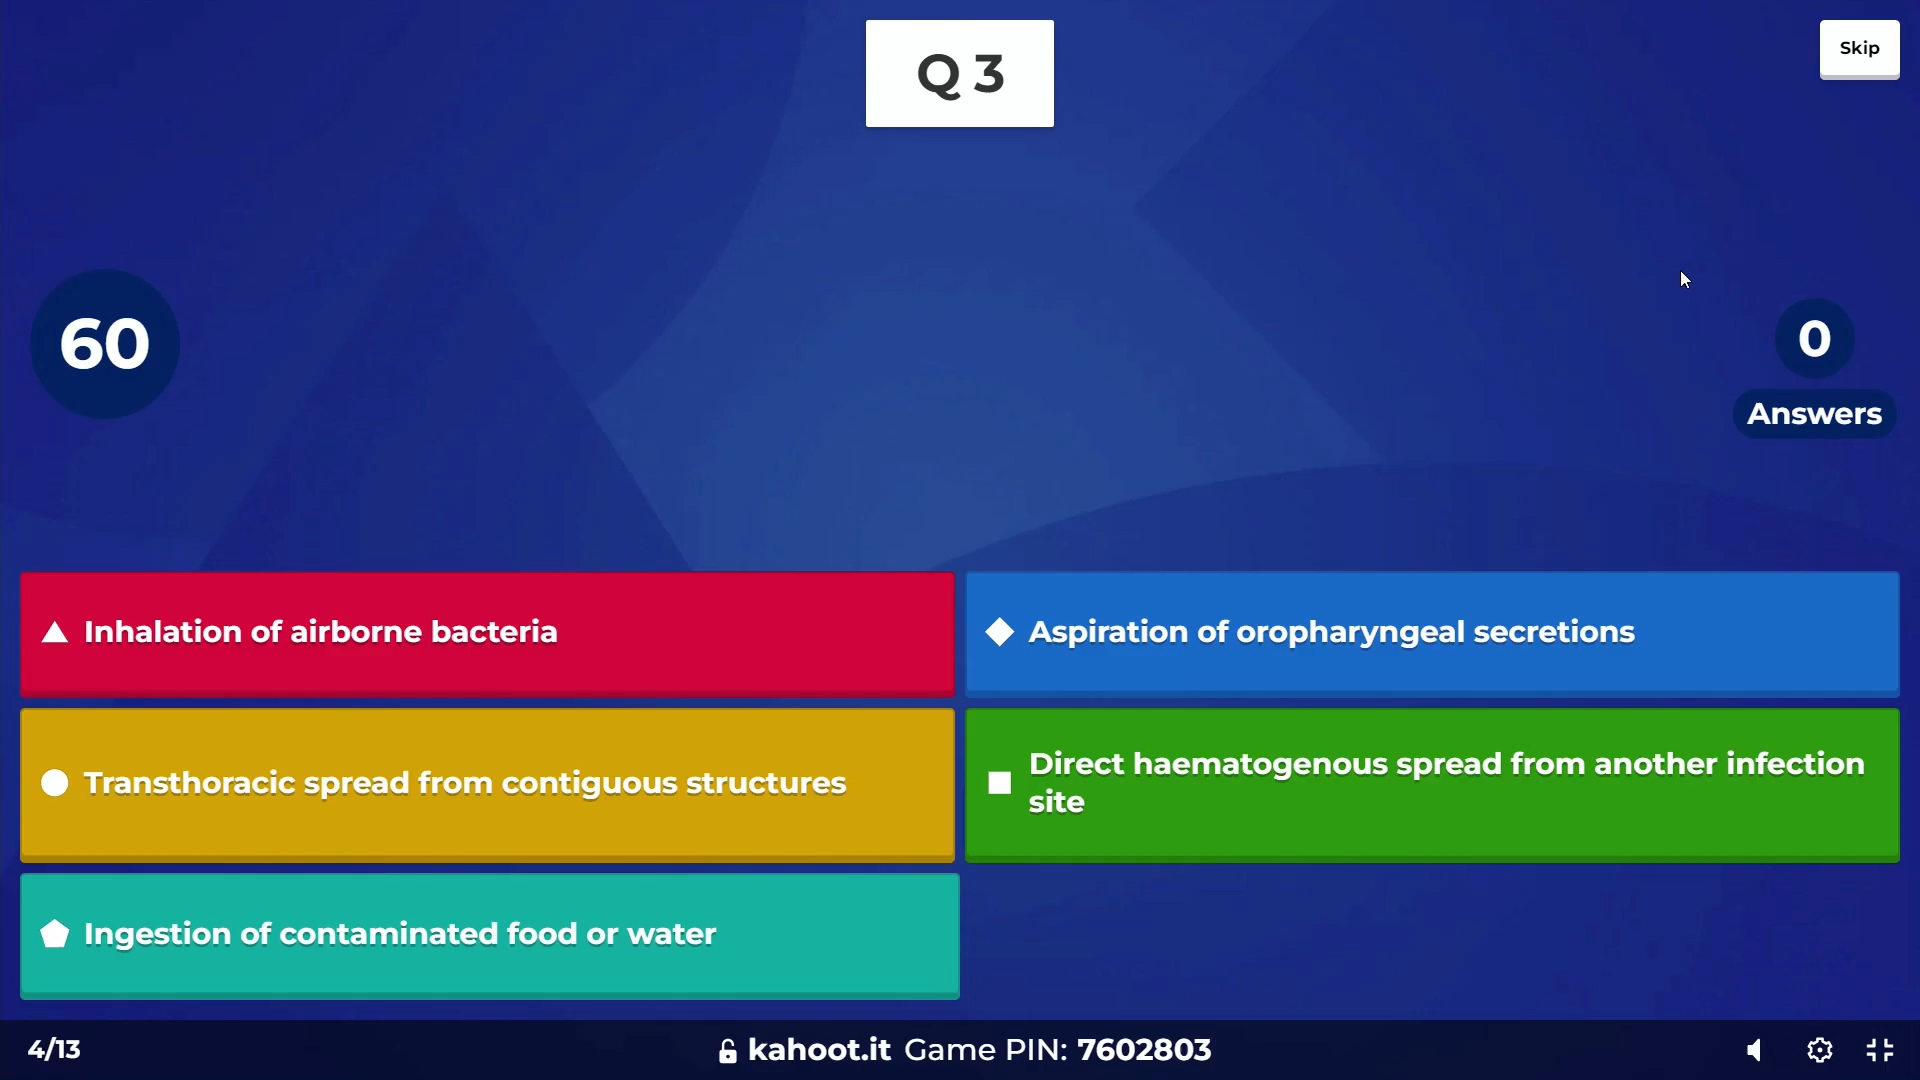 Q 3
Skip
60
0
Answers
Inhalation of airborne bacteria
Aspiration of oropharyngeal secretions
Transthoracic spread from contiguous structures
Direct haematogenous spread from another infection
site
Ingestion of contaminated food or water
4/13
kahoot.it Game PIN: 7602803